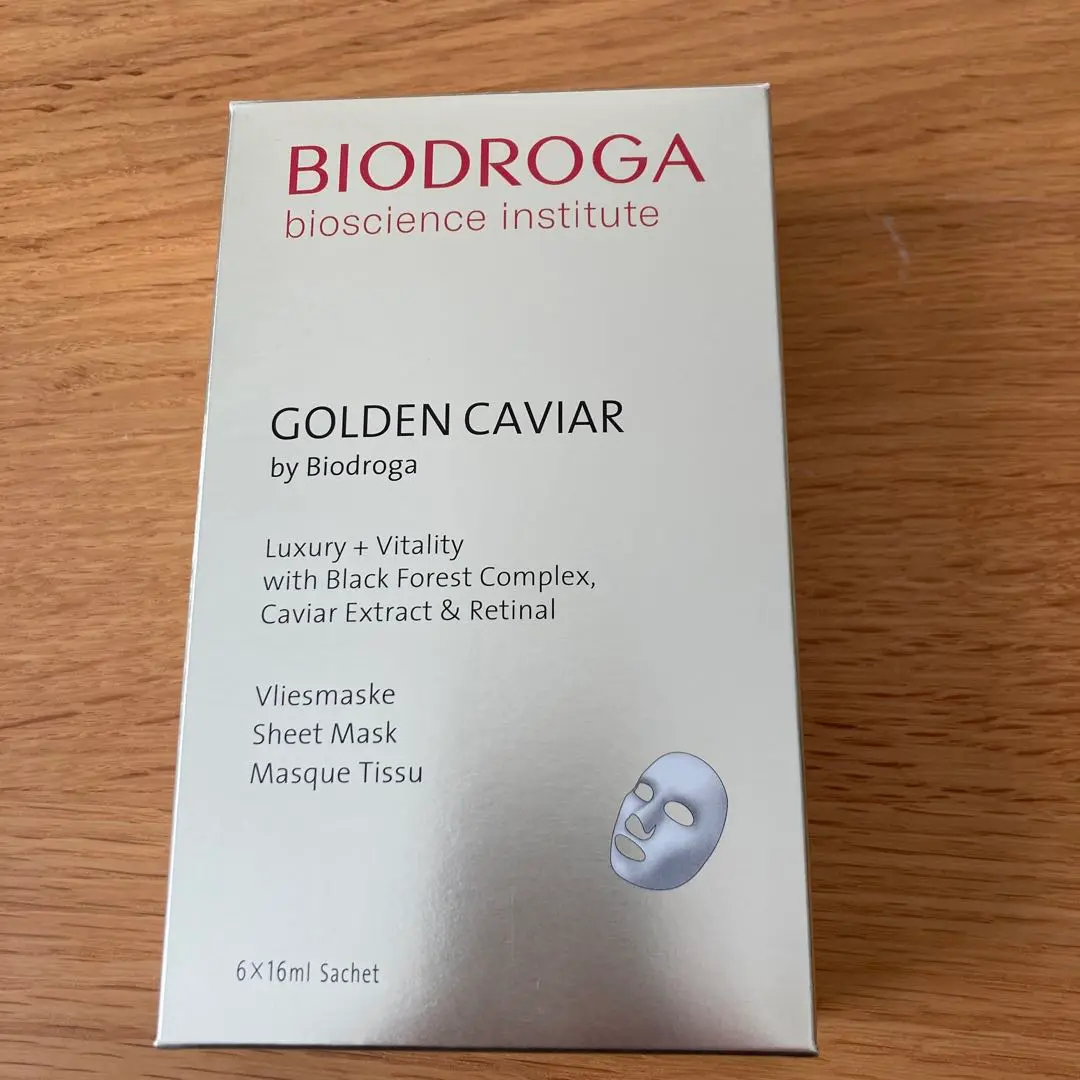 BIODROGA
bioscience institute
GOLDEN CAVIAR
by Biodroga
Luxury + Vitality
with Black Forest Complex,
Caviar Extract & Retinal
Vliesmaske
Sheet Mask
Masque Tissu
6×16ml Sachet